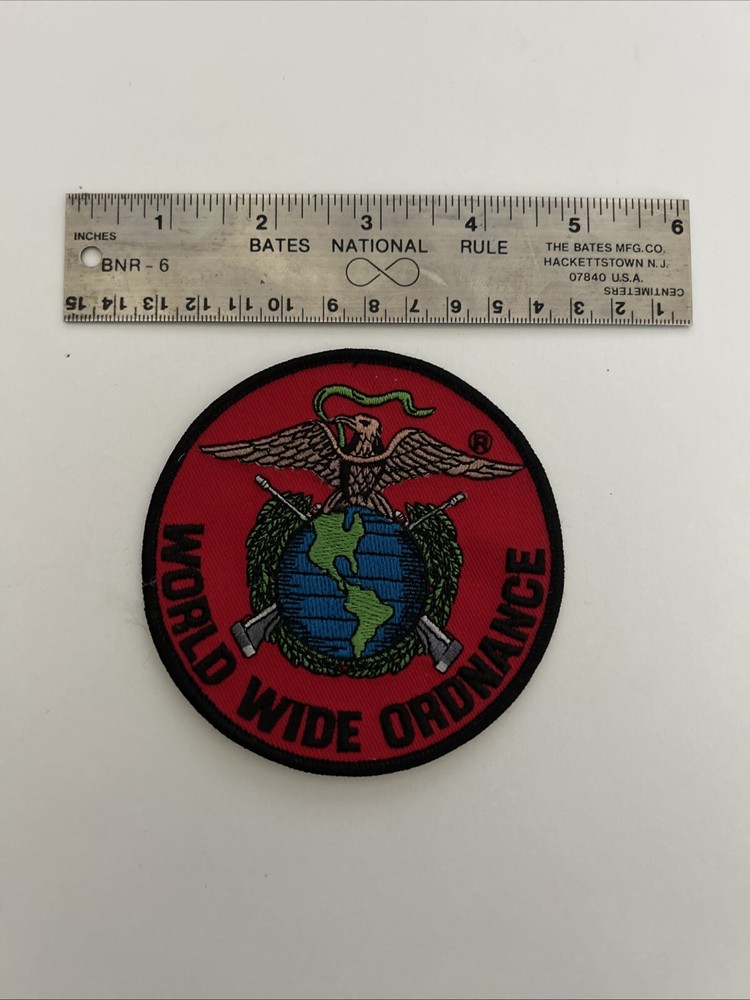 1 2 3 4 5 6
INCHES
BATES NATIONAL RULE
THE BATES MFG.CO.
HACKETTSTOWN N.J.
07840 U.S.A.
BNR-6
CENTIMETERS
15 14 13 12 11 10 9 8 7 6 5 4 3 2 1
®
WORLD WIDE ORDNANCE